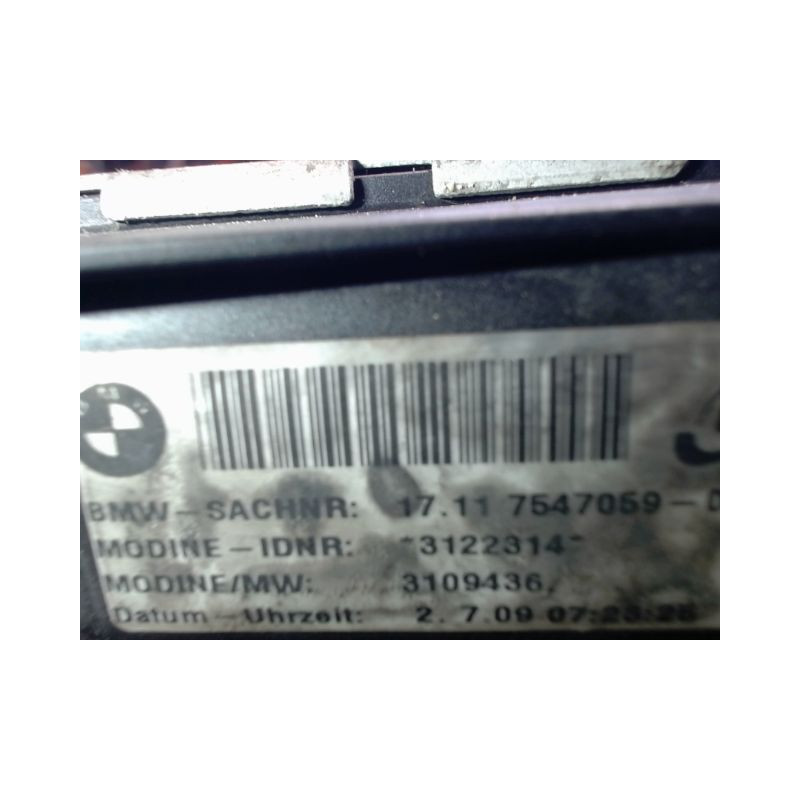 BMW-SACHNR: 17.11 7547059-
MODINE-IDNR: *3122314*
MODINE/MW: 3109436.
Datum-Uhrzeit: 2. 7.09